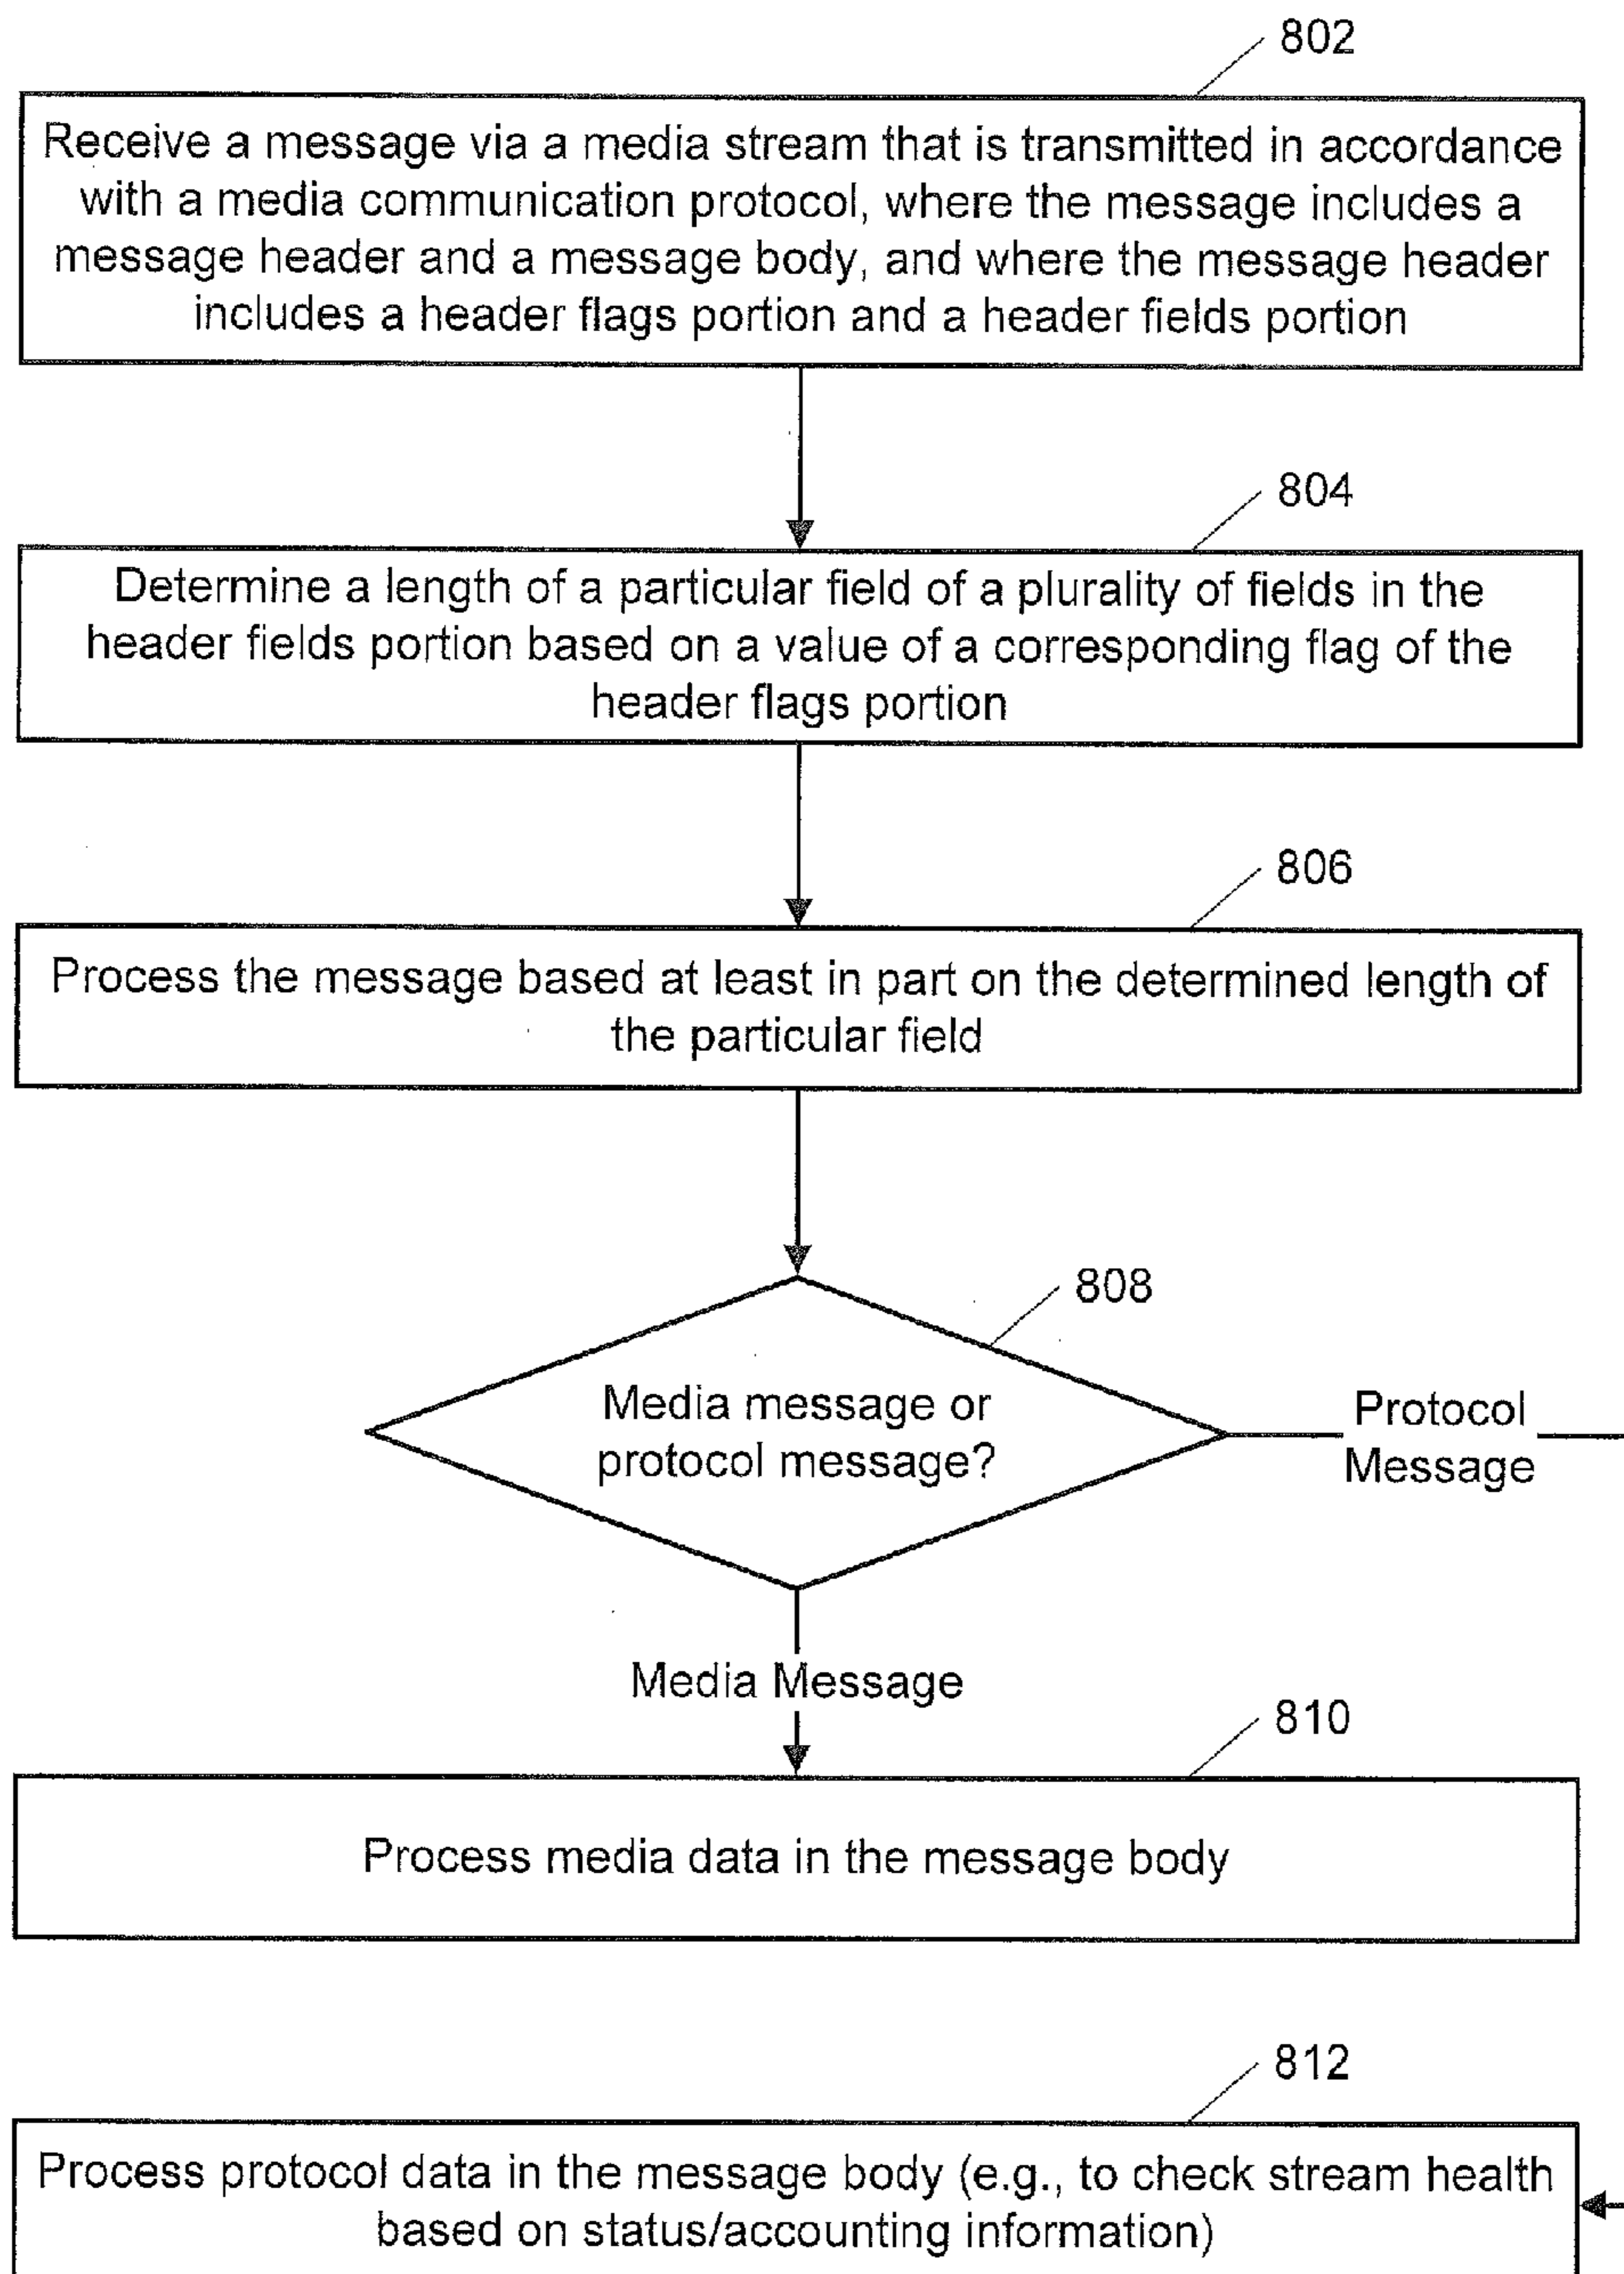 802
Receive a message via a media stream that is transmitted in accordance
with a media communication protocol, where the message includes a
message header and a message body, and where the message header
includes a header flags portion and a header fields portion
804
Determine a length of a particular field of a plurality of fields in the
header fields portion based on a value of a corresponding flag of the
header flags portion
806
Process the message based at least in part on the determined length of
the particular field
808
Media message or
protocol message?
Protocol
Message
Media Message
810
Process media data in the message body
812
Process protocol data in the message body (e.g., to check stream health
based on status/accounting information)